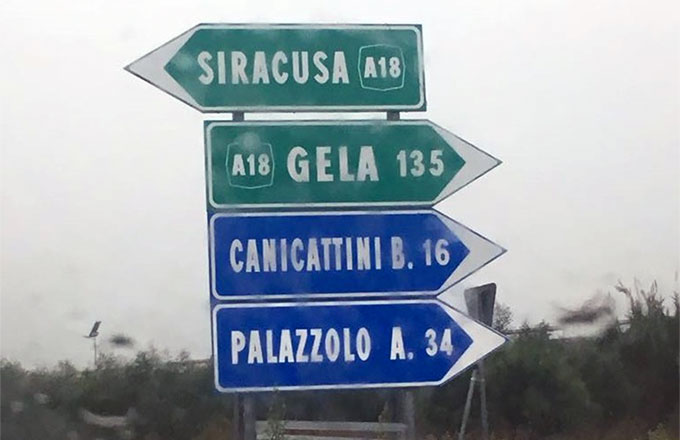 SIRACUSA A18
A18 GELA 135
CANICATTINI B. 16
PALAZZOLO A. 34